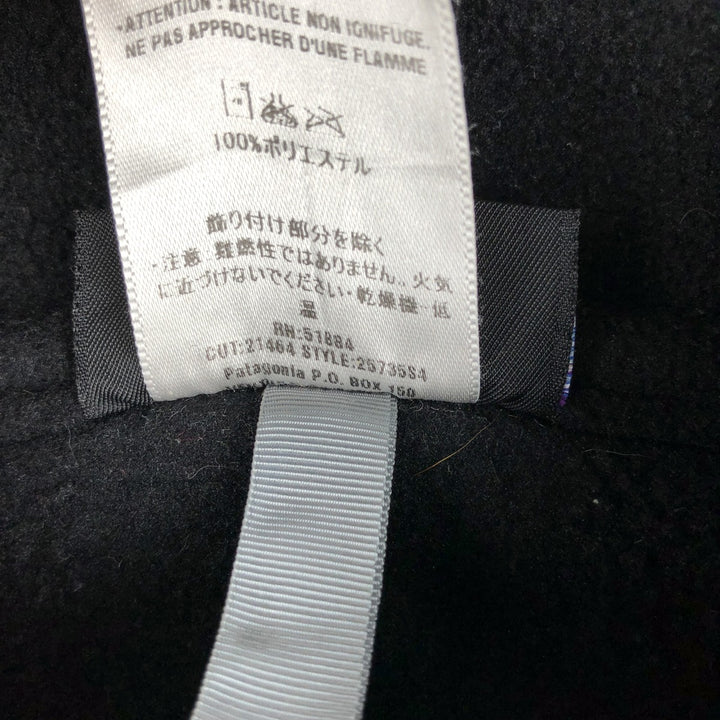 ·ATTENTION : ARTICLE NON IGNIFUGE.
NE PAS APPROCHER D'UNE FLAMME
100%ポリエステル
飾り付け部分を除く
·注意：難燃性ではありません。火気
に近づけないでください・乾燥機・低
温
RN:51884
CUT:21464 STYLE:25735S4
Patagonia P.O. BOX 150